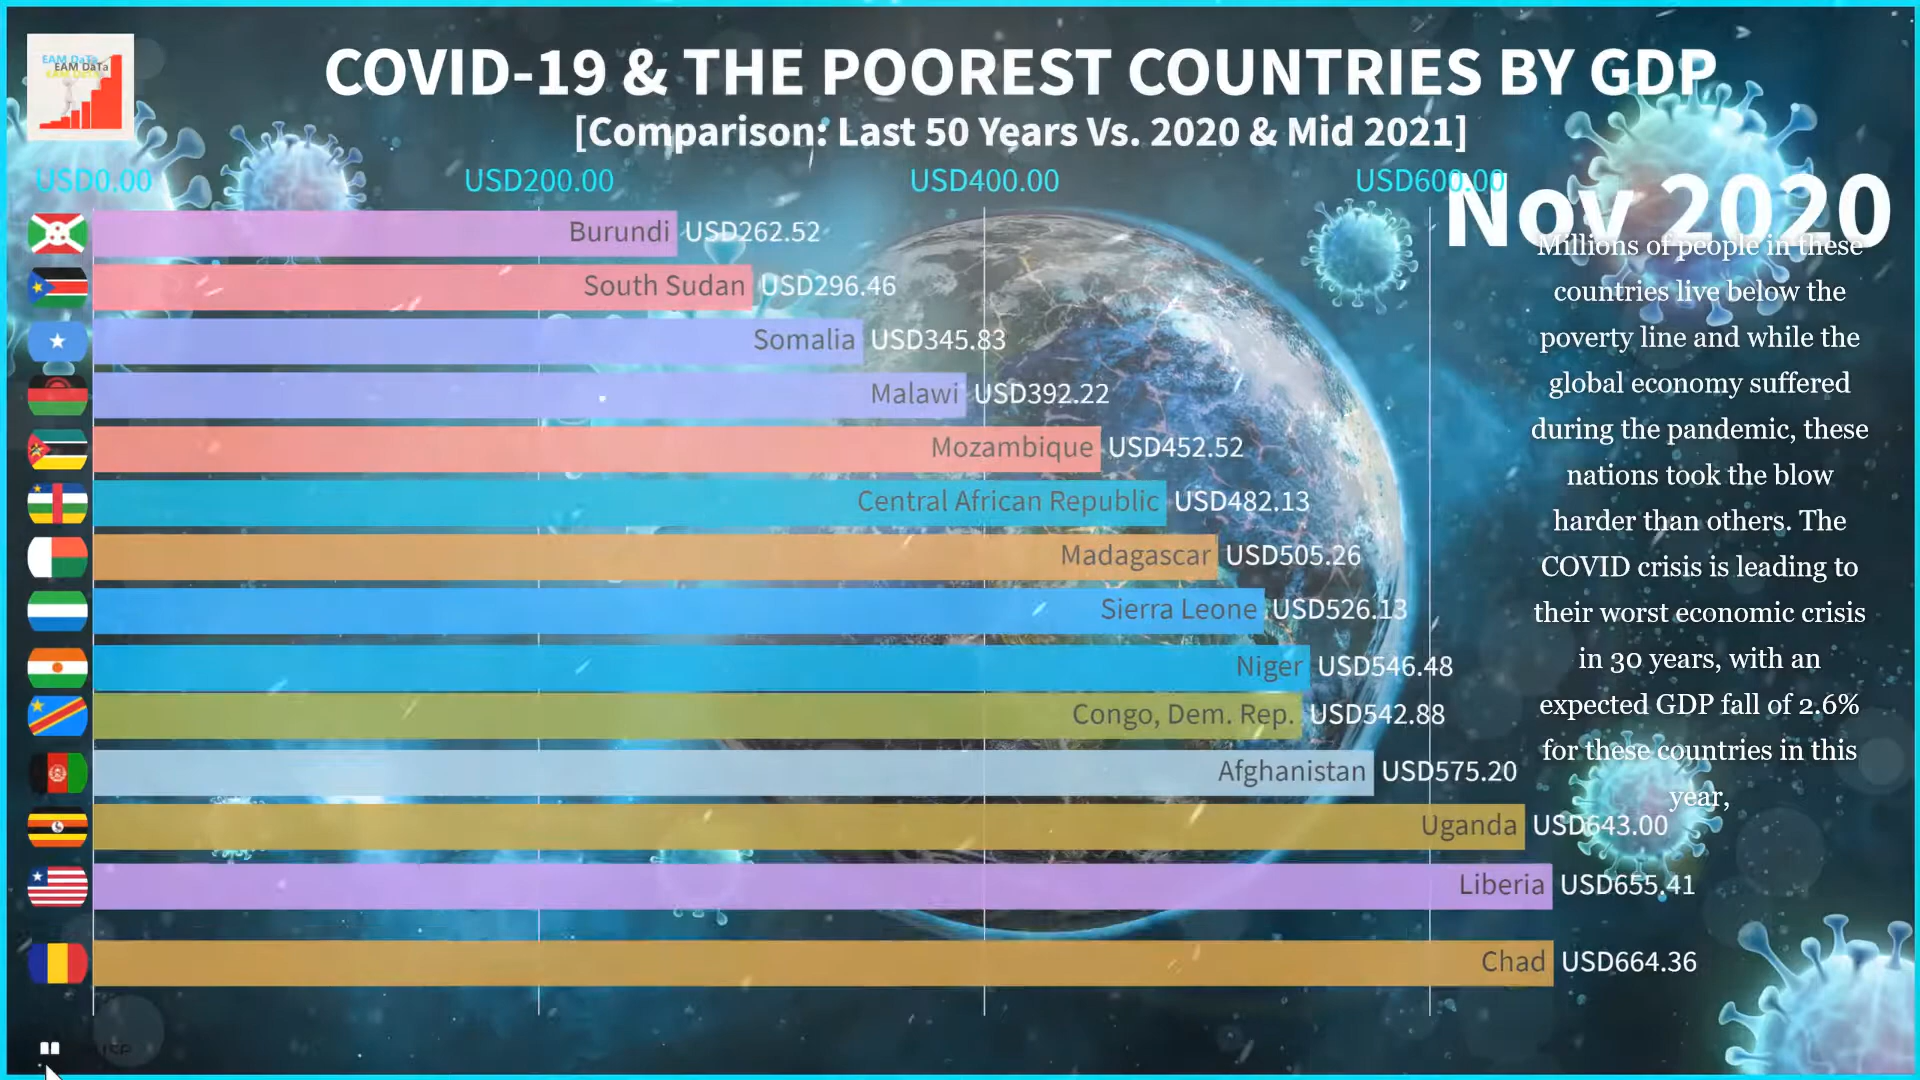 EAM DaTa
EAM DaTa
EAM DaTa
COVID-19 & THE POOREST COUNTRIES BY GDP
[Comparison: Last 50 Years Vs. 2020 & Mid 2021]
USD0.00 USD200.00 USD400.00 USD600.00
Nov 2020
Burundi USD262.52
South Sudan USD296.46
Somalia USD345.83
Malawi USD392.22
Mozambique USD452.52
Central African Republic USD482.13
Madagascar USD505.26
Sierra Leone USD526.13
Niger USD546.48
Congo, Dem. Rep. USD542.88
Afghanistan USD575.20
Uganda USD643.00
Liberia USD655.41
Chad USD664.36
Millions of people in these
countries live below the
poverty line and while the
global economy suffered
during the pandemic, these
nations took the blow
harder than others. The
COVID crisis is leading to
their worst economic crisis
in 30 years, with an
expected GDP fall of 2.6%
for these countries in this
year,